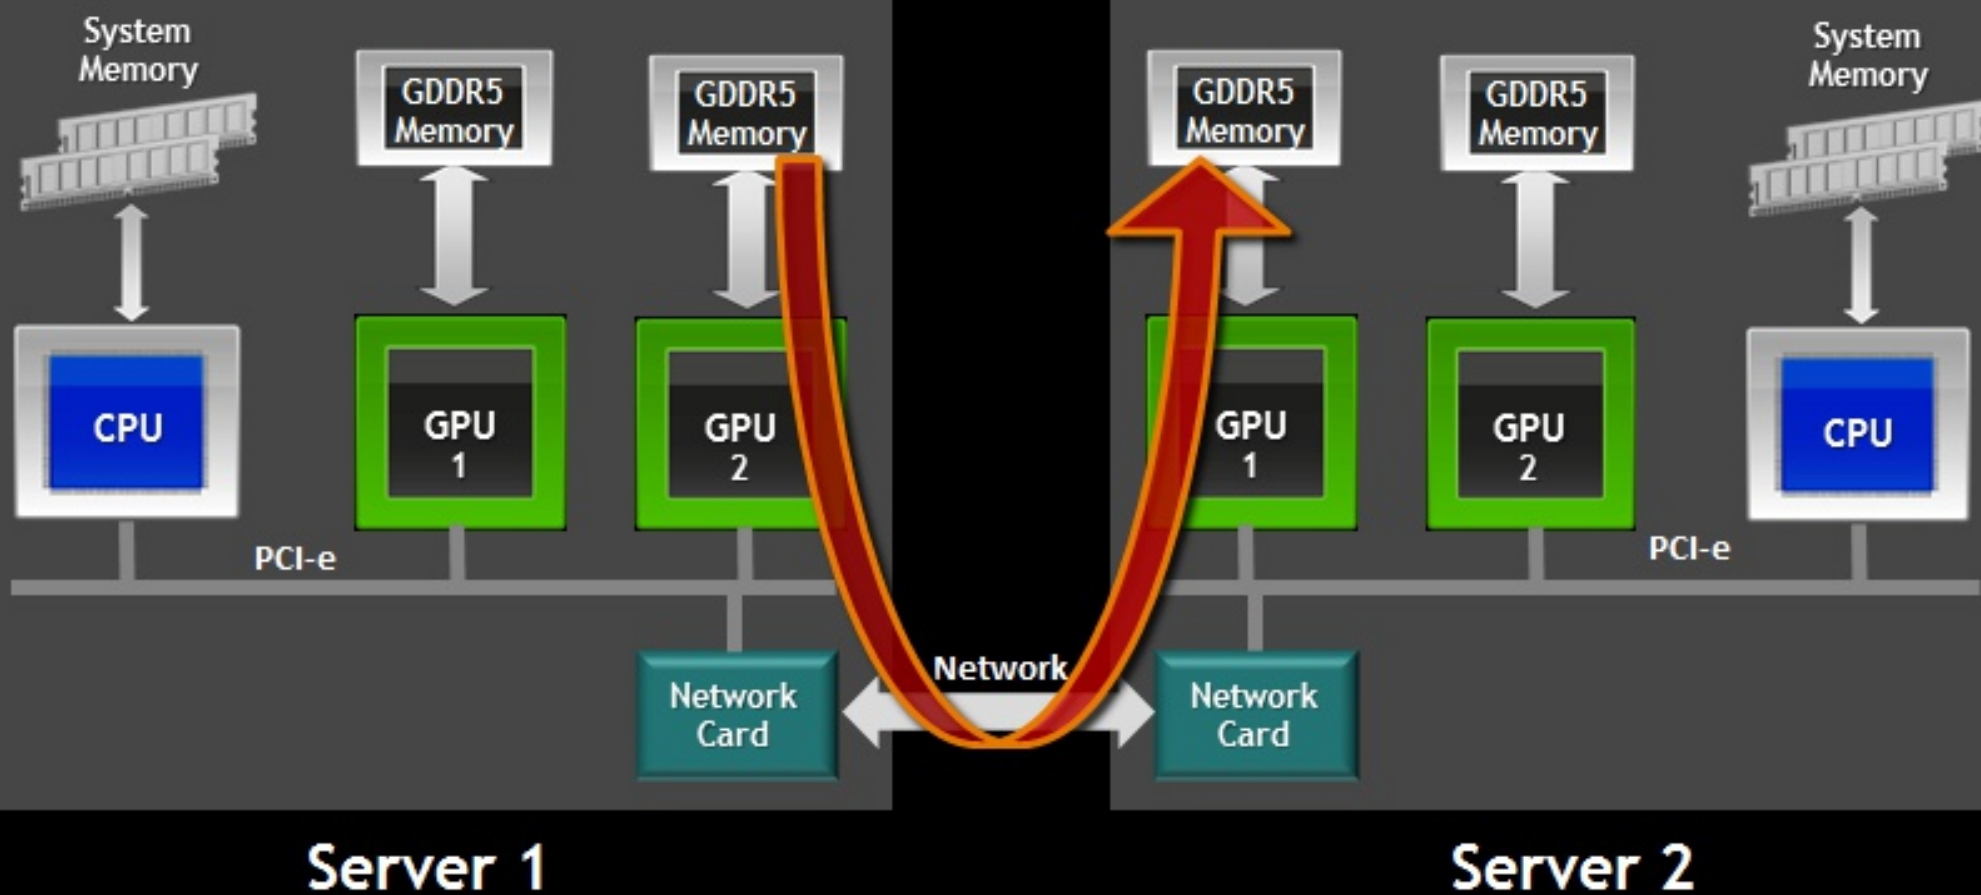 System
Memory
GDDR5
Memory
GDDR5
Memory
GDDR5
Memory
GDDR5
Memory
System
Memory
CPU
GPU
1
GPU
2
GPU
1
GPU
2
CPU
PCI-e
PCI-e
Network
Network
Card
Network
Card
Server 1
Server 2